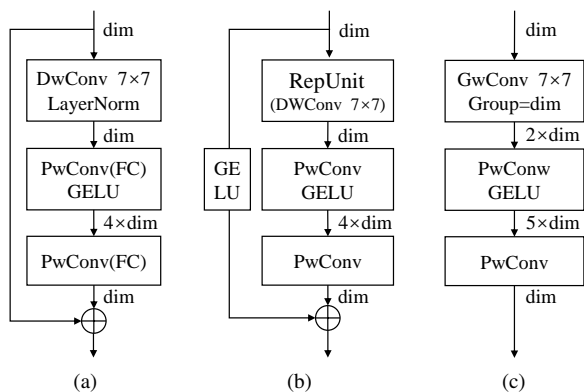 dim
DwConv 7×7
LayerNorm
dim
PwConv(FC)
GELU
4×dim
PwConv(FC)
dim
(a)
dim
RepUnit
(DWConv 7×7)
dim
GE
LU
PwConv
GELU
4×dim
PwConv
dim
(b)
dim
GwConv 7×7
Group=dim
2×dim
PwConw
GELU
5×dim
PwConv
dim
(c)